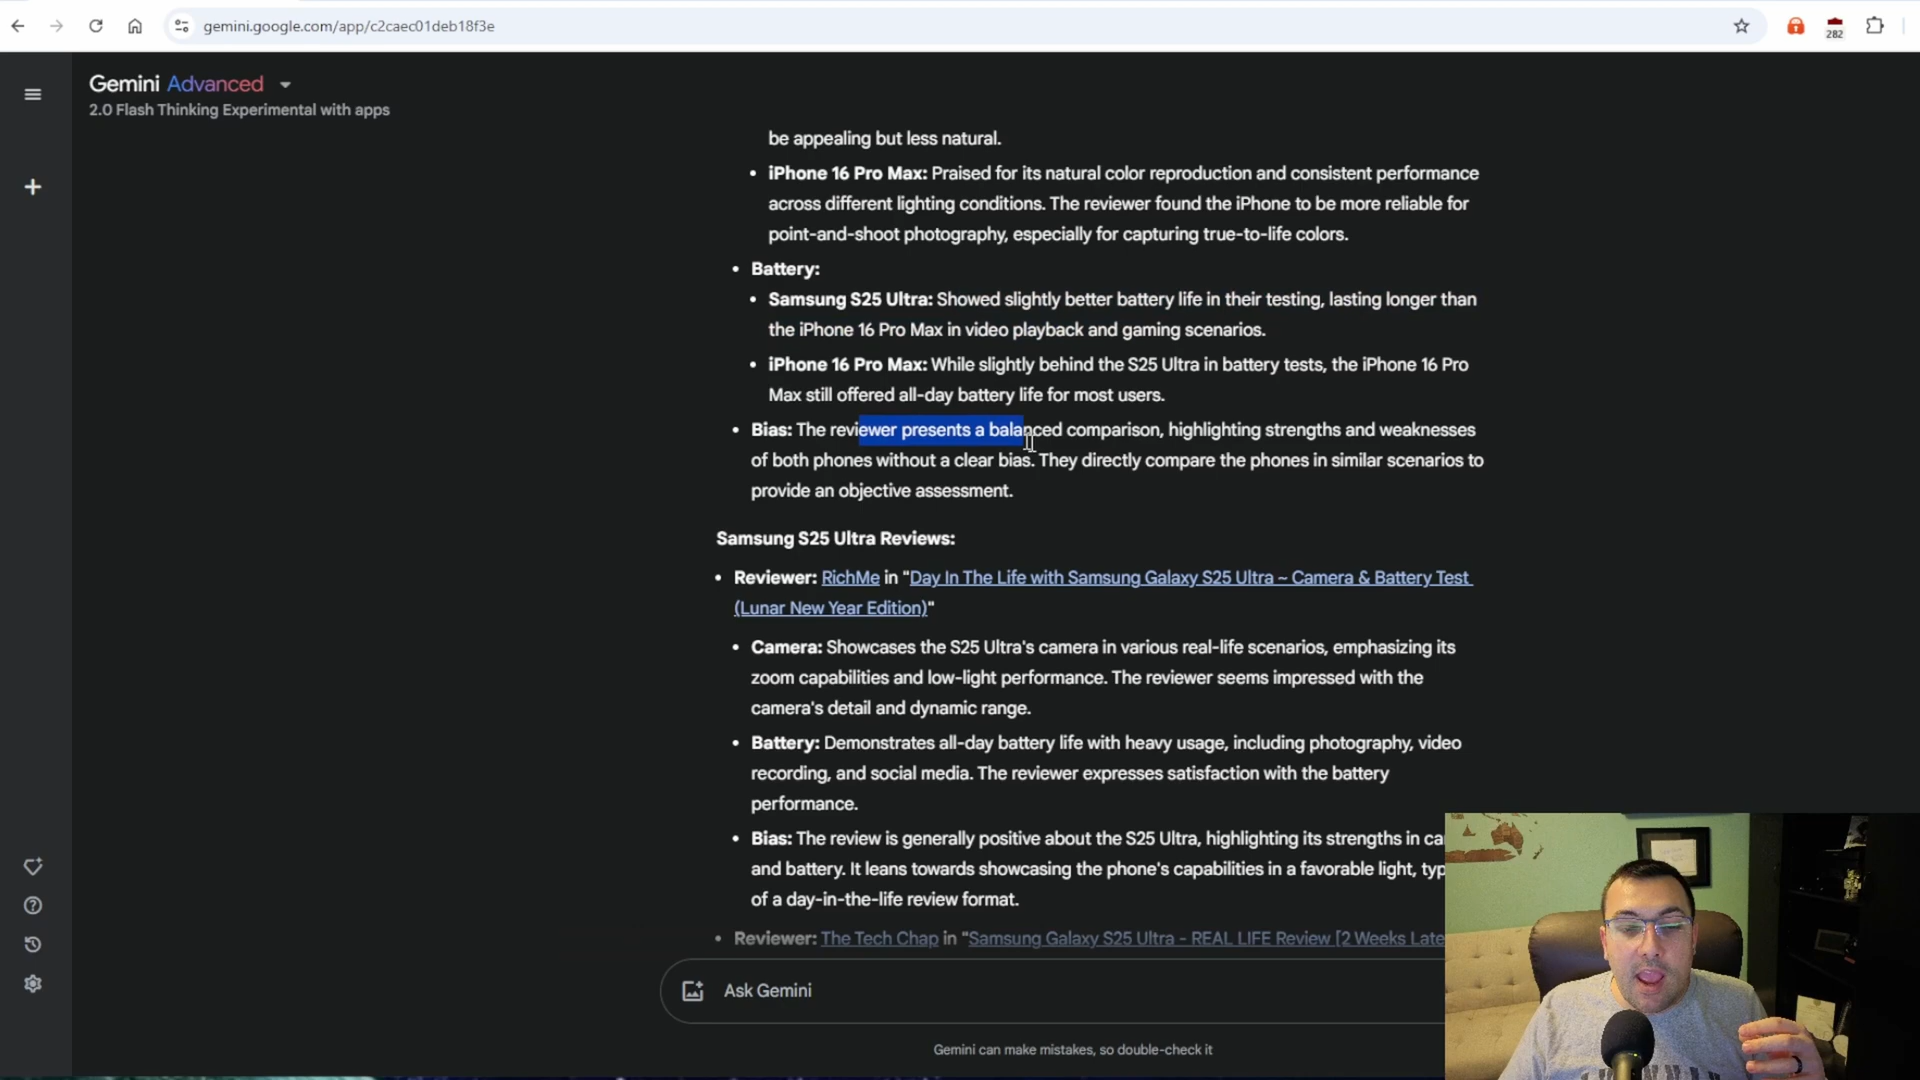 gemini.google.com/app/c2caec01deb18f3e
282
Gemini Advanced
2.0 Flash Thinking Experimental with apps
be appealing but less natural.
• iPhone 16 Pro Max: Praised for its natural color reproduction and consistent performance
across different lighting conditions. The reviewer found the iPhone to be more reliable for
point-and-shoot photography, especially for capturing true-to-life colors.
• Battery:
• Samsung S25 Ultra: Showed slightly better battery life in their testing, lasting longer than
the iPhone 16 Pro Max in video playback and gaming scenarios.
• iPhone 16 Pro Max: While slightly behind the S25 Ultra in battery tests, the iPhone 16 Pro
Max still offered all-day battery life for most users.
• Bias: The reviewer presents a balanced comparison, highlighting strengths and weaknesses
of both phones without a clear bias. They directly compare the phones in similar scenarios to
provide an objective assessment.
Samsung S25 Ultra Reviews:
• Reviewer: RichMe in "Day In The Life with Samsung Galaxy S25 Ultra ~ Camera & Battery Test
(Lunar New Year Edition)"
• Camera: Showcases the S25 Ultra's camera in various real-life scenarios, emphasizing its
zoom capabilities and low-light performance. The reviewer seems impressed with the
camera's detail and dynamic range.
• Battery: Demonstrates all-day battery life with heavy usage, including photography, video
recording, and social media. The reviewer expresses satisfaction with the battery
performance.
• Bias: The review is generally positive about the S25 Ultra, highlighting its strengths in ca
and battery. It leans towards showcasing the phone's capabilities in a favorable light, typ
of a day-in-the-life review format.
• Reviewer: The Tech Chap in "Samsung Galaxy S25 Ultra - REAL LIFE Review [2 Weeks Late
Ask Gemini
Gemini can make mistakes, so double-check it